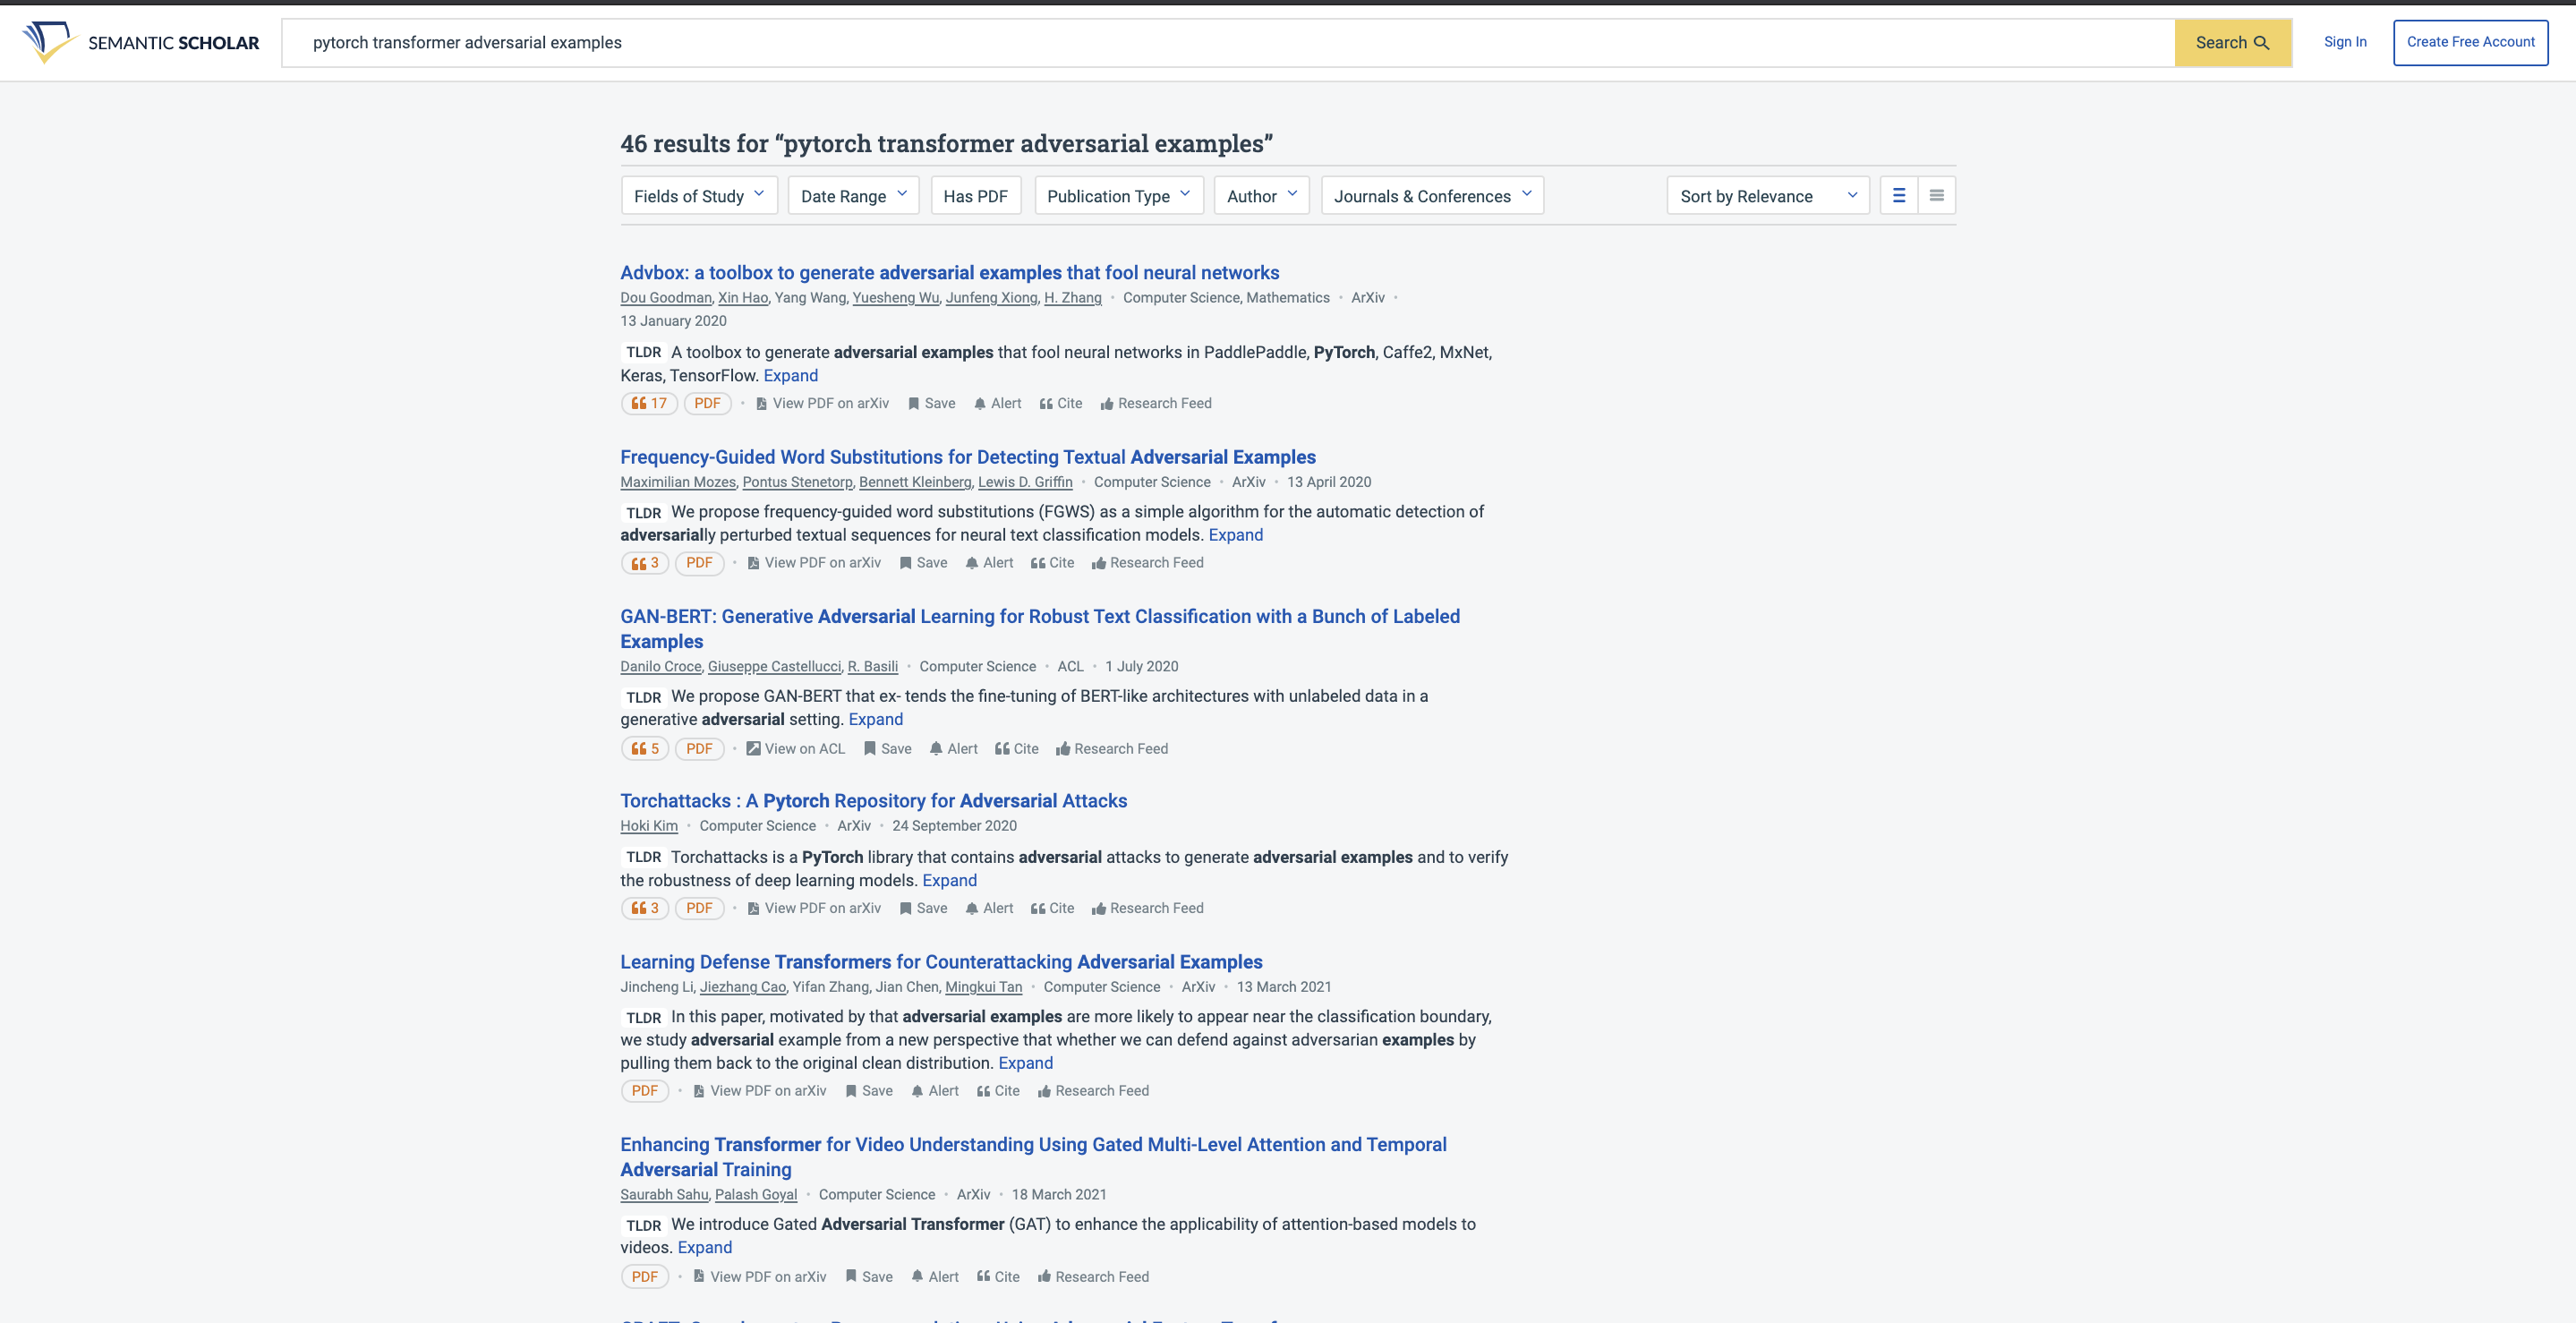 SEMANTIC SCHOLAR
pytorch transformer adversarial examples
Search
Sign In
Create Free Account
46 results for “pytorch transformer adversarial examples”
Fields of Study
Date Range
Has PDF
Publication Type
Author
Journals & Conferences
Sort by Relevance
Advbox: a toolbox to generate adversarial examples that fool neural networks
Dou Goodman, Xin Hao, Yang Wang, Yuesheng Wu, Junfeng Xiong, H. Zhang • Computer Science, Mathematics • ArXiv •
13 January 2020
TLDR A toolbox to generate adversarial examples that fool neural networks in PaddlePaddle, PyTorch, Caffe2, MxNet,
Keras, TensorFlow. Expand
17 PDF • View PDF on arXiv Save Alert Cite Research Feed
Frequency-Guided Word Substitutions for Detecting Textual Adversarial Examples
Maximilian Mozes, Pontus Stenetorp, Bennett Kleinberg, Lewis D. Griffin • Computer Science • ArXiv • 13 April 2020
TLDR We propose frequency-guided word substitutions (FGWS) as a simple algorithm for the automatic detection of
adversarially perturbed textual sequences for neural text classification models. Expand
3 PDF • View PDF on arXiv Save Alert Cite Research Feed
GAN-BERT: Generative Adversarial Learning for Robust Text Classification with a Bunch of Labeled
Examples
Danilo Croce, Giuseppe Castellucci, R. Basili • Computer Science • ACL • 1 July 2020
TLDR We propose GAN-BERT that ex- tends the fine-tuning of BERT-like architectures with unlabeled data in a
generative adversarial setting. Expand
5 PDF • View on ACL Save Alert Cite Research Feed
Torchattacks : A Pytorch Repository for Adversarial Attacks
Hoki Kim • Computer Science • ArXiv • 24 September 2020
TLDR Torchattacks is a PyTorch library that contains adversarial attacks to generate adversarial examples and to verify
the robustness of deep learning models. Expand
3 PDF • View PDF on arXiv Save Alert Cite Research Feed
Learning Defense Transformers for Counterattacking Adversarial Examples
Jincheng Li, Jiezhang Cao, Yifan Zhang, Jian Chen, Mingkui Tan • Computer Science • ArXiv • 13 March 2021
TLDR In this paper, motivated by that adversarial examples are more likely to appear near the classification boundary,
we study adversarial example from a new perspective that whether we can defend against adversarian examples by
pulling them back to the original clean distribution. Expand
PDF • View PDF on arXiv Save Alert Cite Research Feed
Enhancing Transformer for Video Understanding Using Gated Multi-Level Attention and Temporal
Adversarial Training
Saurabh Sahu, Palash Goyal • Computer Science • ArXiv • 18 March 2021
TLDR We introduce Gated Adversarial Transformer (GAT) to enhance the applicability of attention-based models to
videos. Expand
PDF • View PDF on arXiv Save Alert Cite Research Feed